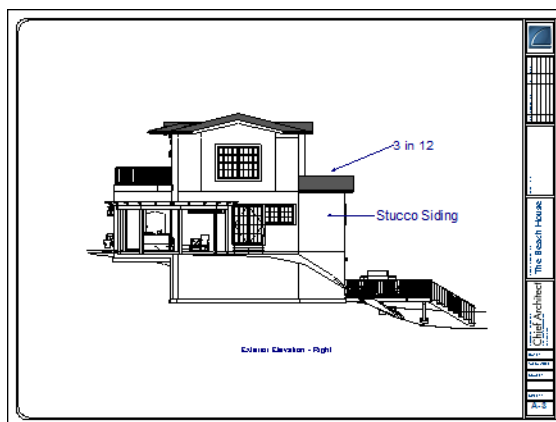 3 in 12
Stucco Siding
Exterior Elevation - Right
The Beach House
Chief Architect
A-3